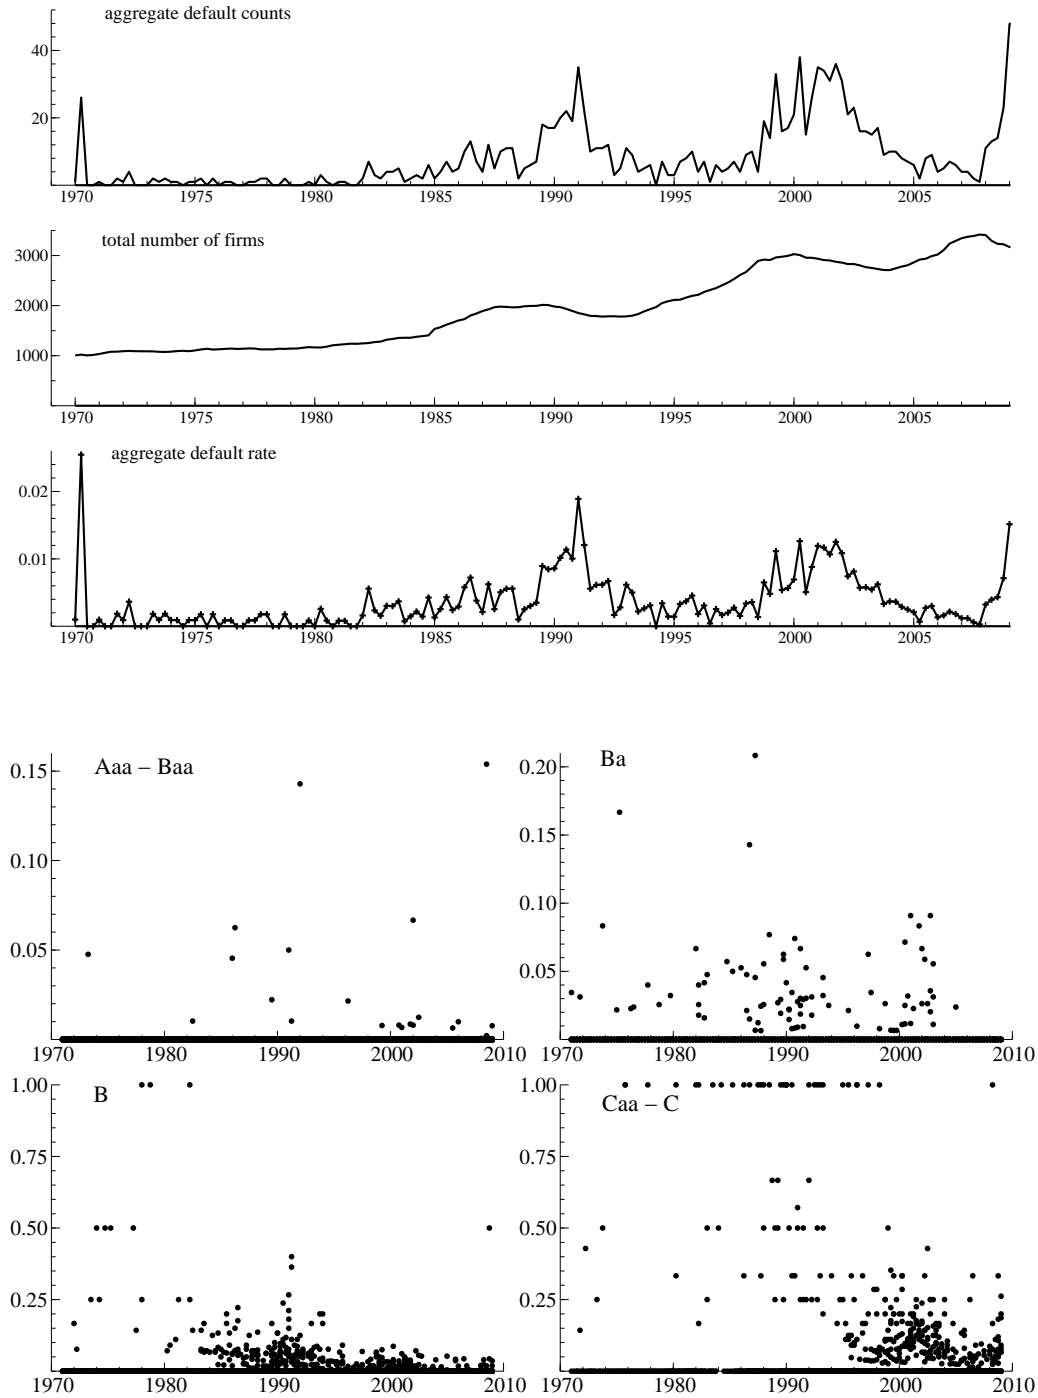 aggregate default counts
40
20
1970 1975 1980 1985 1990 1995 2000 2005
total number of firms
3000
2000
1000
1970 1975 1980 1985 1990 1995 2000 2005
aggregate default rate
0.02
0.01
1970 1975 1980 1985 1990 1995 2000 2005
Aaa – Baa
0.15
0.10
0.05
1970 1980 1990 2000 2010
Ba
0.20
0.15
0.10
0.05
1970 1980 1990 2000 2010
B
1.00
0.75
0.50
0.25
1970 1980 1990 2000 2010
Caa – C
1.00
0.75
0.50
0.25
1970 1980 1990 2000 2010